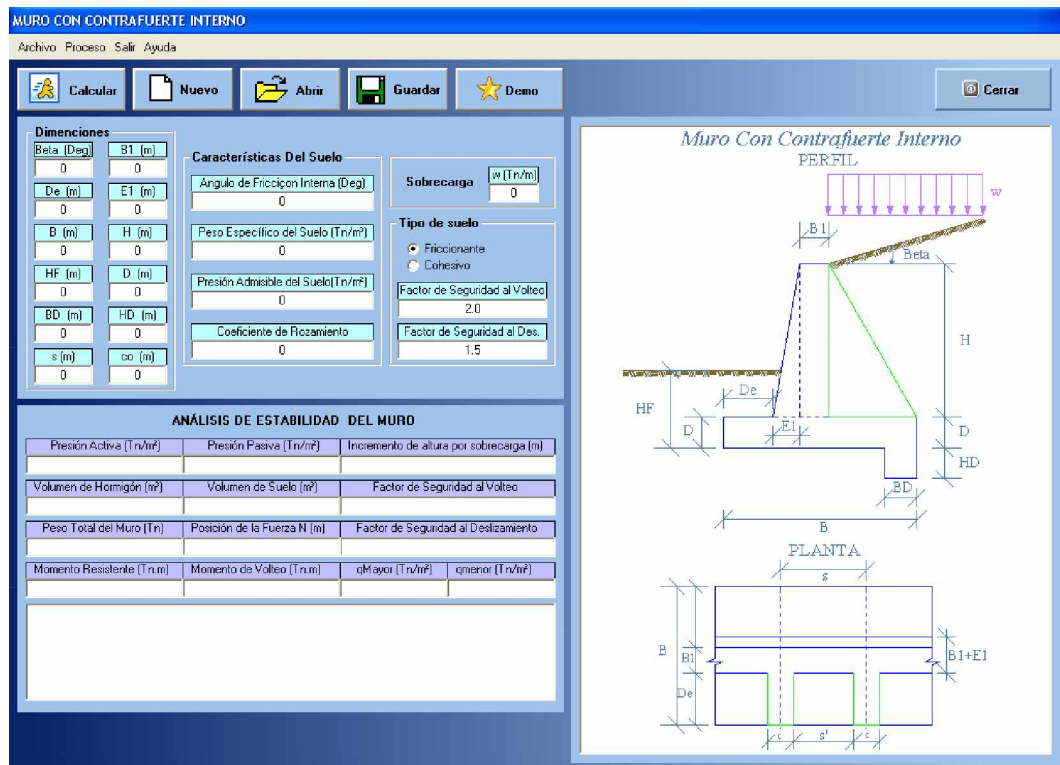 MURO CON CONTRAFUERTE INTERNO
Archivo Proceso Salir Ayuda
Calcular Nuevo Abrir Guardar Demo Cerrar
Dimenciones
Beta (Deg) B1 (m)
0 0
De (m) E1 (m)
0 0
B (m) H (m)
0 0
HF (m) D (m)
0 0
BD (m) HD (m)
0 0
s (m) co (m)
0 0
Características Del Suelo
Angulo de Fricciçon Interna (Deg)
0
Peso Específico del Suelo (Tn/m³)
0
Presión Admisible del Suelo(Tn/m²)
0
Coeficiente de Rozamiento
0
Sobrecarga w (Tn/m)
0
Tipo de suelo
Friccionante
Cohesivo
Factor de Seguridad al Volteo
2.0
Factor de Seguridad al Des.
1.5
ANÁLISIS DE ESTABILIDAD DEL MURO
Presión Activa (Tn/m²) Presión Pasiva (Tn/m²) Incremento de altura por sobrecarga (m)
Volumen de Hormigón (m³) Volumen de Suelo (m³) Factor de Seguridad al Volteo
Peso Total del Muro (Tn) Posición de la Fuerza N (m) Factor de Seguridad al Deslizamiento
Momento Resistente (Tn.m) Momento de Volteo (Tn.m) qMayor (Tn/m²) qmenor (Tn/m²)
Muro Con Contrafuerte Interno
PERFIL
w
B1
Beta
H
De
HF
D E1 D
HD
BD
B
PLANTA
s
B
B1 B1+E1
De
c s' c